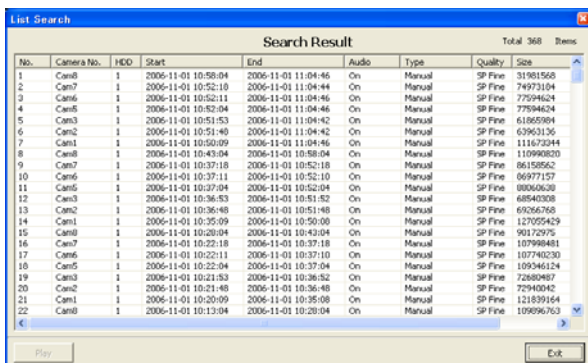 List Search
Search Result
Total 368 Items
No. Camera No. HDD Start End Audio Type Quality Size
1 Cam8 1 2006-11-01 10:58:04 2006-11-01 11:04:46 On Manual SP Fine 31981568
2 Cam7 1 2006-11-01 10:52:18 2006-11-01 11:04:44 On Manual SP Fine 74973184
3 Cam6 1 2006-11-01 10:52:11 2006-11-01 11:04:46 On Manual SP Fine 77594624
4 Cam5 1 2006-11-01 10:52:04 2006-11-01 11:04:46 On Manual SP Fine 77594624
5 Cam3 1 2006-11-01 10:51:53 2006-11-01 11:04:42 On Manual SP Fine 61865984
6 Cam2 1 2006-11-01 10:51:48 2006-11-01 11:04:42 On Manual SP Fine 63963136
7 Cam1 1 2006-11-01 10:50:09 2006-11-01 11:04:46 On Manual SP Fine 111673344
8 Cam8 1 2006-11-01 10:43:04 2006-11-01 10:58:04 On Manual SP Fine 110990820
9 Cam7 1 2006-11-01 10:37:18 2006-11-01 10:52:18 On Manual SP Fine 86158562
10 Cam6 1 2006-11-01 10:37:11 2006-11-01 10:52:10 On Manual SP Fine 86977157
11 Cam5 1 2006-11-01 10:37:04 2006-11-01 10:52:04 On Manual SP Fine 88060638
12 Cam3 1 2006-11-01 10:36:53 2006-11-01 10:51:52 On Manual SP Fine 68540308
13 Cam2 1 2006-11-01 10:36:48 2006-11-01 10:51:48 On Manual SP Fine 69266768
14 Cam1 1 2006-11-01 10:35:09 2006-11-01 10:50:08 On Manual SP Fine 127055429
15 Cam8 1 2006-11-01 10:28:04 2006-11-01 10:43:04 On Manual SP Fine 90172975
16 Cam7 1 2006-11-01 10:22:18 2006-11-01 10:37:18 On Manual SP Fine 107998481
17 Cam6 1 2006-11-01 10:22:11 2006-11-01 10:37:10 On Manual SP Fine 107740230
18 Cam5 1 2006-11-01 10:22:04 2006-11-01 10:37:04 On Manual SP Fine 109346124
19 Cam3 1 2006-11-01 10:21:53 2006-11-01 10:36:52 On Manual SP Fine 72680487
20 Cam2 1 2006-11-01 10:21:48 2006-11-01 10:36:48 On Manual SP Fine 72940042
21 Cam1 1 2006-11-01 10:20:09 2006-11-01 10:35:08 On Manual SP Fine 121839164
22 Cam8 1 2006-11-01 10:13:04 2006-11-01 10:28:04 On Manual SP Fine 109896763
Play Exit